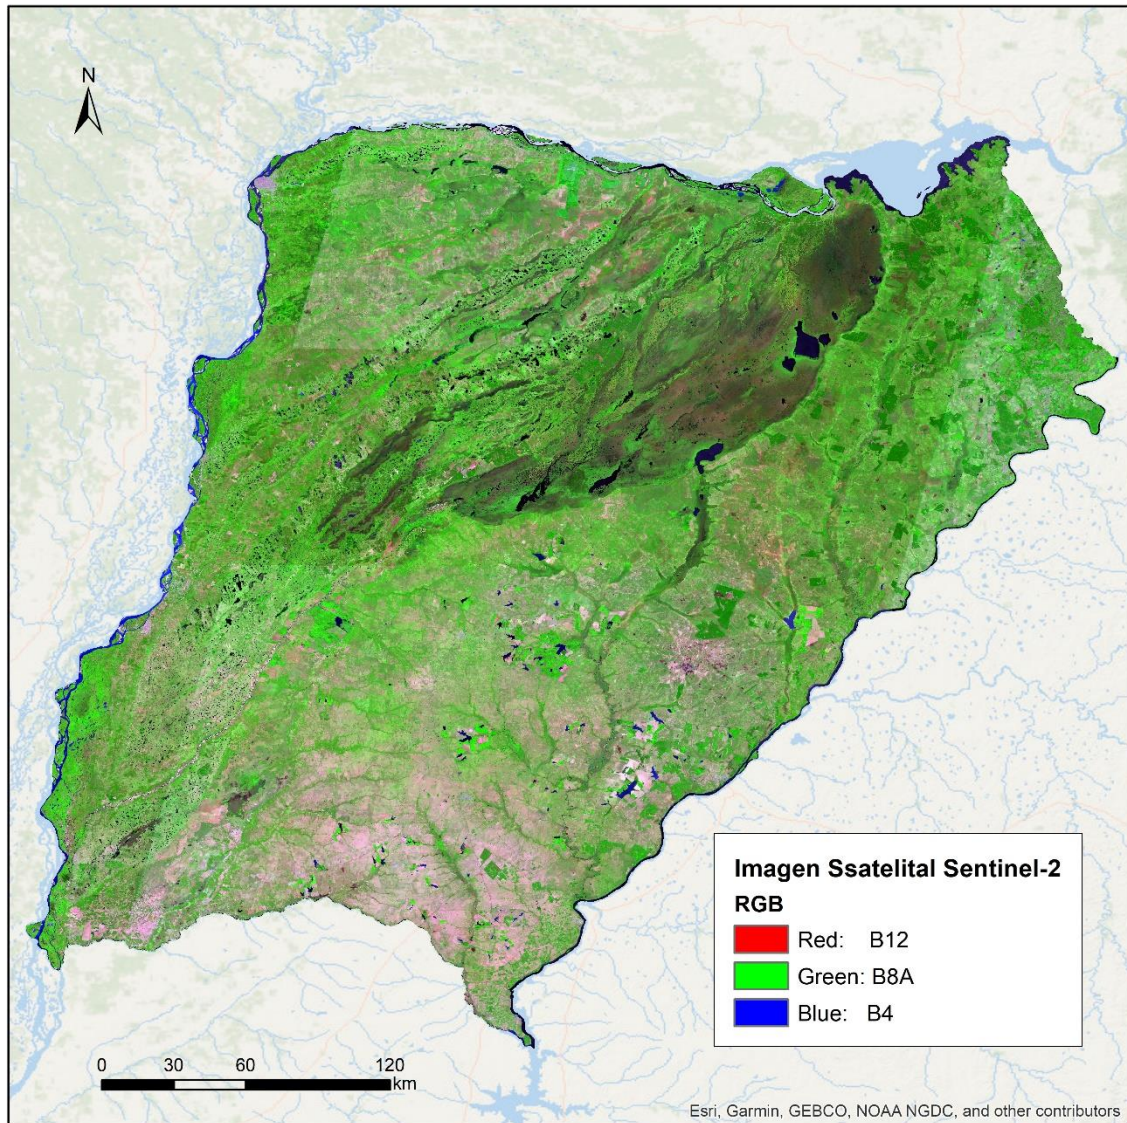 N
Imagen Ssatelital Sentinel-2
RGB
Red: B12
Green: B8A
Blue: B4
0 30 60 120
km
Esri, Garmin, GEBCO, NOAA NGDC, and other contributors